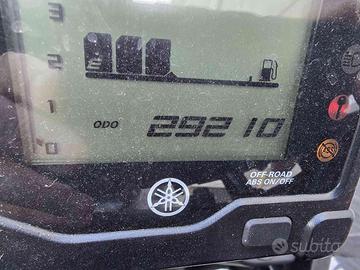 3
E
2
1
ODO 29210
0
OFF-ROAD
ABS ON/OFF
subito